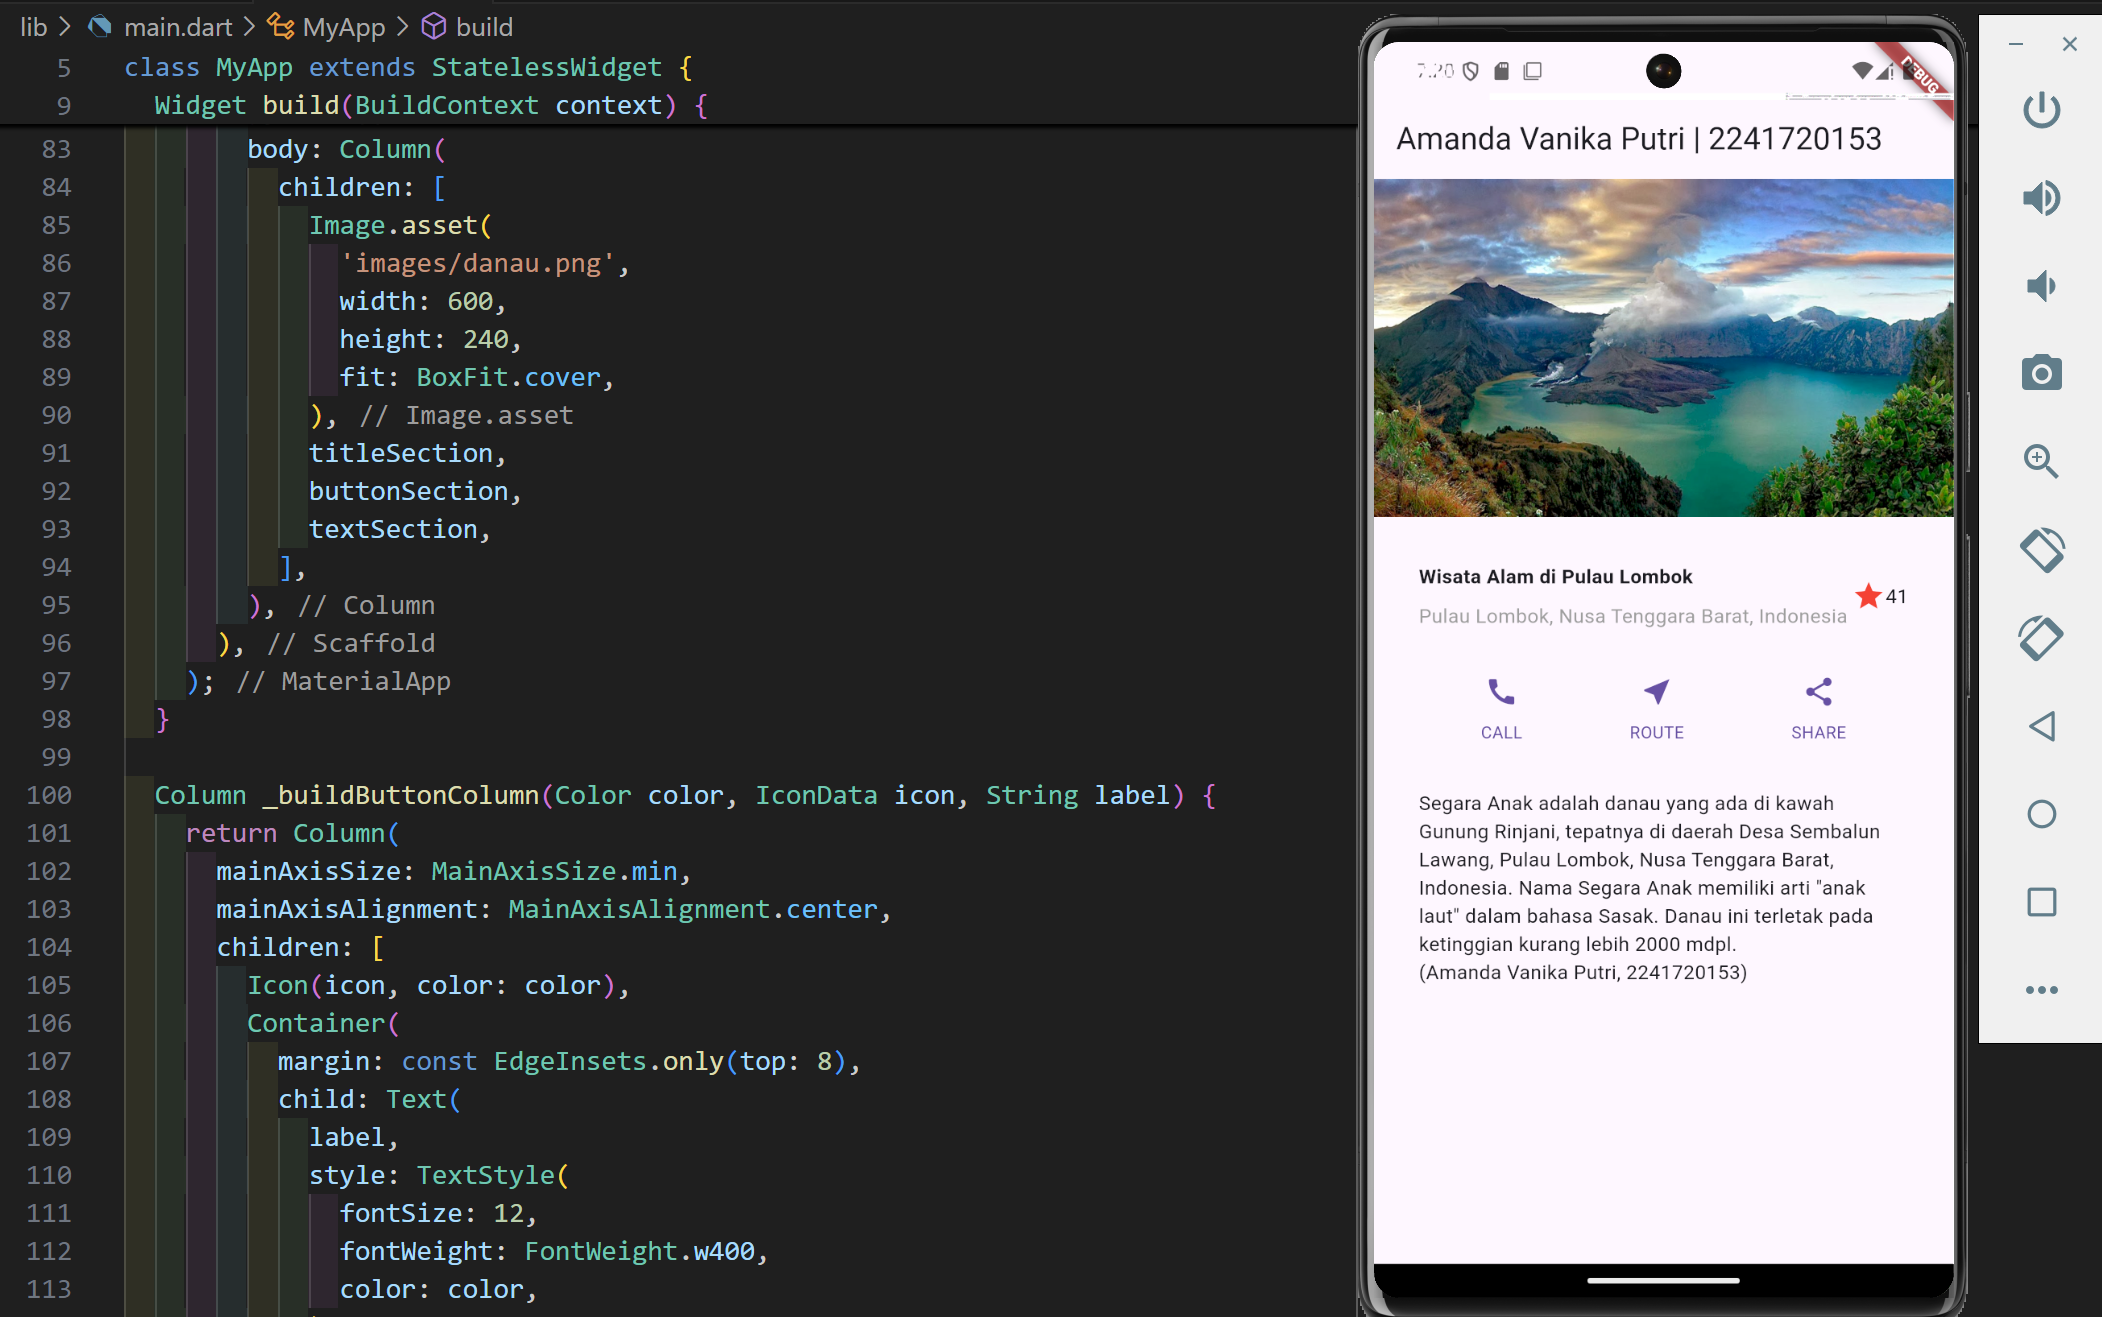 lib > main.dart > MyApp > build
5 class MyApp extends StatelessWidget {
9 Widget build(BuildContext context) {
83 body: Column(
84 children: [
85 Image.asset(
86 'images/danau.png',
87 width: 600,
88 height: 240,
89 fit: BoxFit.cover,
90 ), // Image.asset
91 titleSection,
92 buttonSection,
93 textSection,
94 ],
95 ), // Column
96 ), // Scaffold
97 ); // MaterialApp
98 }
99
100 Column _buildButtonColumn(Color color, IconData icon, String label) {
101 return Column(
102 mainAxisSize: MainAxisSize.min,
103 mainAxisAlignment: MainAxisAlignment.center,
104 children: [
105 Icon(icon, color: color),
106 Container(
107 margin: const EdgeInsets.only(top: 8),
108 child: Text(
109 label,
110 style: TextStyle(
111 fontSize: 12,
112 fontWeight: FontWeight.w400,
113 color: color,
7:20
DEBUG
Amanda Vanika Putri | 2241720153
Wisata Alam di Pulau Lombok
41
Pulau Lombok, Nusa Tenggara Barat, Indonesia
CALL ROUTE SHARE
Segara Anak adalah danau yang ada di kawah
Gunung Rinjani, tepatnya di daerah Desa Sembalun
Lawang, Pulau Lombok, Nusa Tenggara Barat,
Indonesia. Nama Segara Anak memiliki arti "anak
laut" dalam bahasa Sasak. Danau ini terletak pada
ketinggian kurang lebih 2000 mdpl.
(Amanda Vanika Putri, 2241720153)